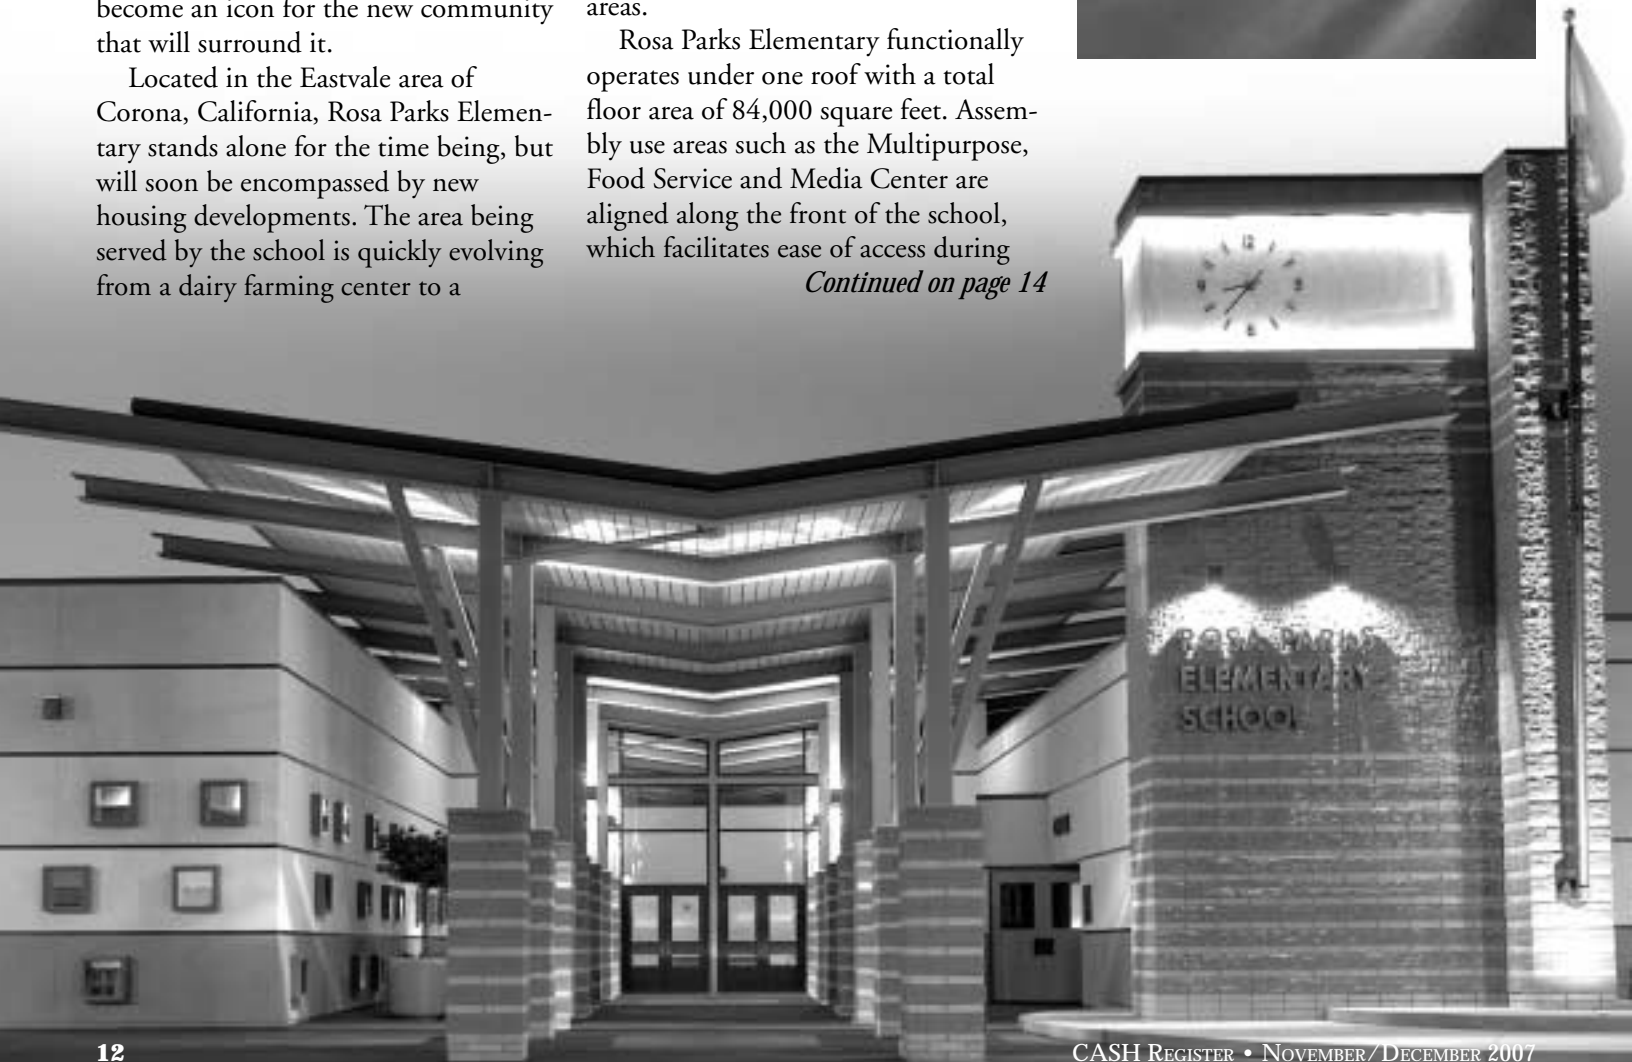 become an icon for the new community
that will surround it.
Located in the Eastvale area of
Corona, California, Rosa Parks Elemen-
tary stands alone for the time being, but
will soon be encompassed by new
housing developments. The area being
served by the school is quickly evolving
from a dairy farming center to a
areas.
Rosa Parks Elementary functionally
operates under one roof with a total
floor area of 84,000 square feet. Assem-
bly use areas such as the Multipurpose,
Food Service and Media Center are
aligned along the front of the school,
which facilitates ease of access during
Continued on page 14
12
ROSA PARKS
ELEMENTARY
SCHOOL
12
CASH REGISTER • NOVEMBER/DECEMBER 2007